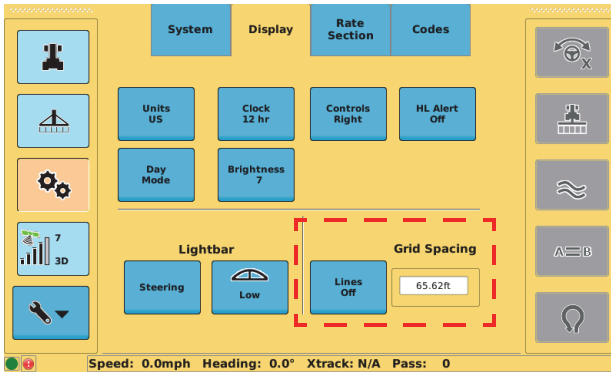 System
Display
Rate
Section
Codes
Units
US
Clock
12 hr
Controls
Right
HL Alert
Off
Day
Mode
Brightness
7
7
3D
Lightbar
Grid Spacing
Steering
Low
Lines
Off
65.62ft
X
A=B
Speed: 0.0mph Heading: 0.0° Xtrack: N/A Pass: 0